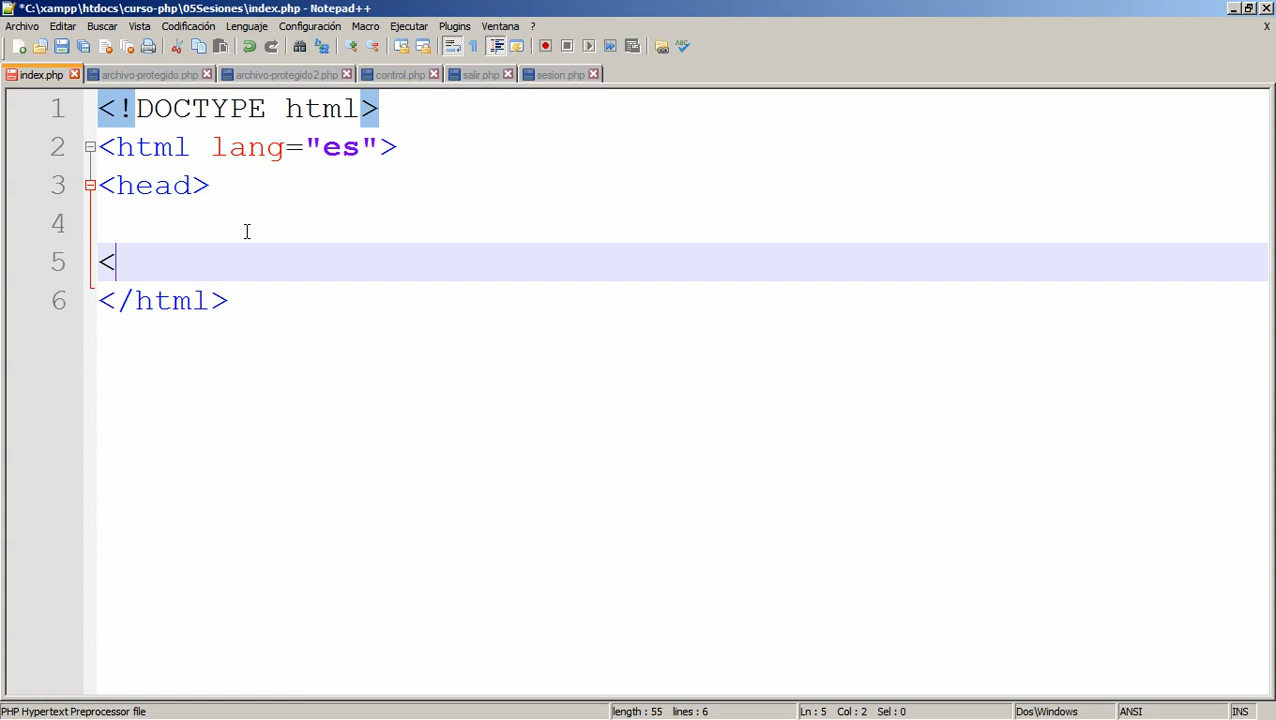 *C:\xampp\htdocs\curso-php\05Sesiones\index.php - Notepad++
Archivo Editar Buscar Vista Codificación Lenguaje Configuración Macro Ejecutar Plugins Ventana ? X
index.php archivo-protegido.php archivo-protegido2.php control.php salir.php sesion.php
1 <!DOCTYPE html>
2 <html lang="es">
3 <head>
4
5 <
6 </html>
PHP Hypertext Preprocessor file length : 55 lines : 6 Ln : 5 Col : 2 Sel : 0 Dos\Windows ANSI INS